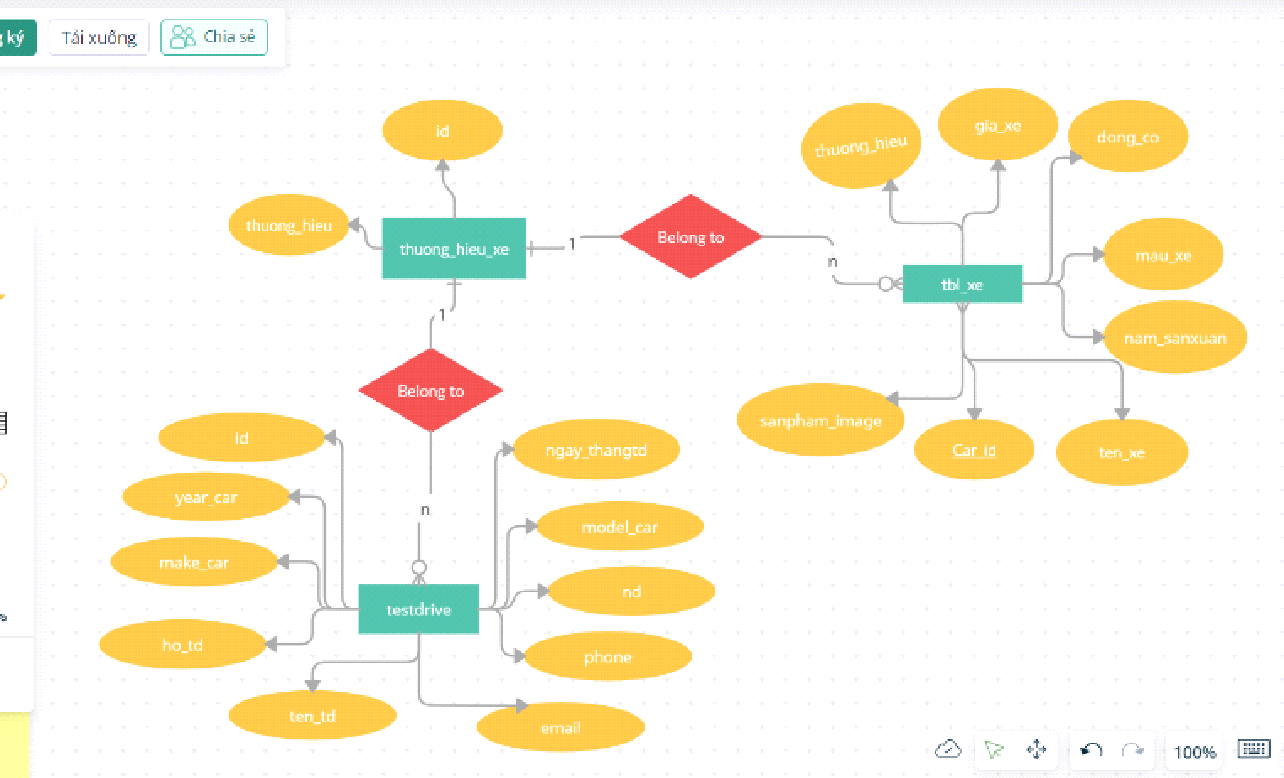 ký
Tải xuống
Chia sẻ
id
thuong_hieu
gia_xe
dong_co
thuong_hieu
thuong_hieu_xe
1
Belong to
n
mau_xe
tbl_xe
1
nam_sanxuan
Belong to
sanpham_image
Car_id
ten_xe
id
ngay_thangtd
year_car
n
model_car
make_car
nd
testdrive
ho_td
phone
ten_td
email
100%